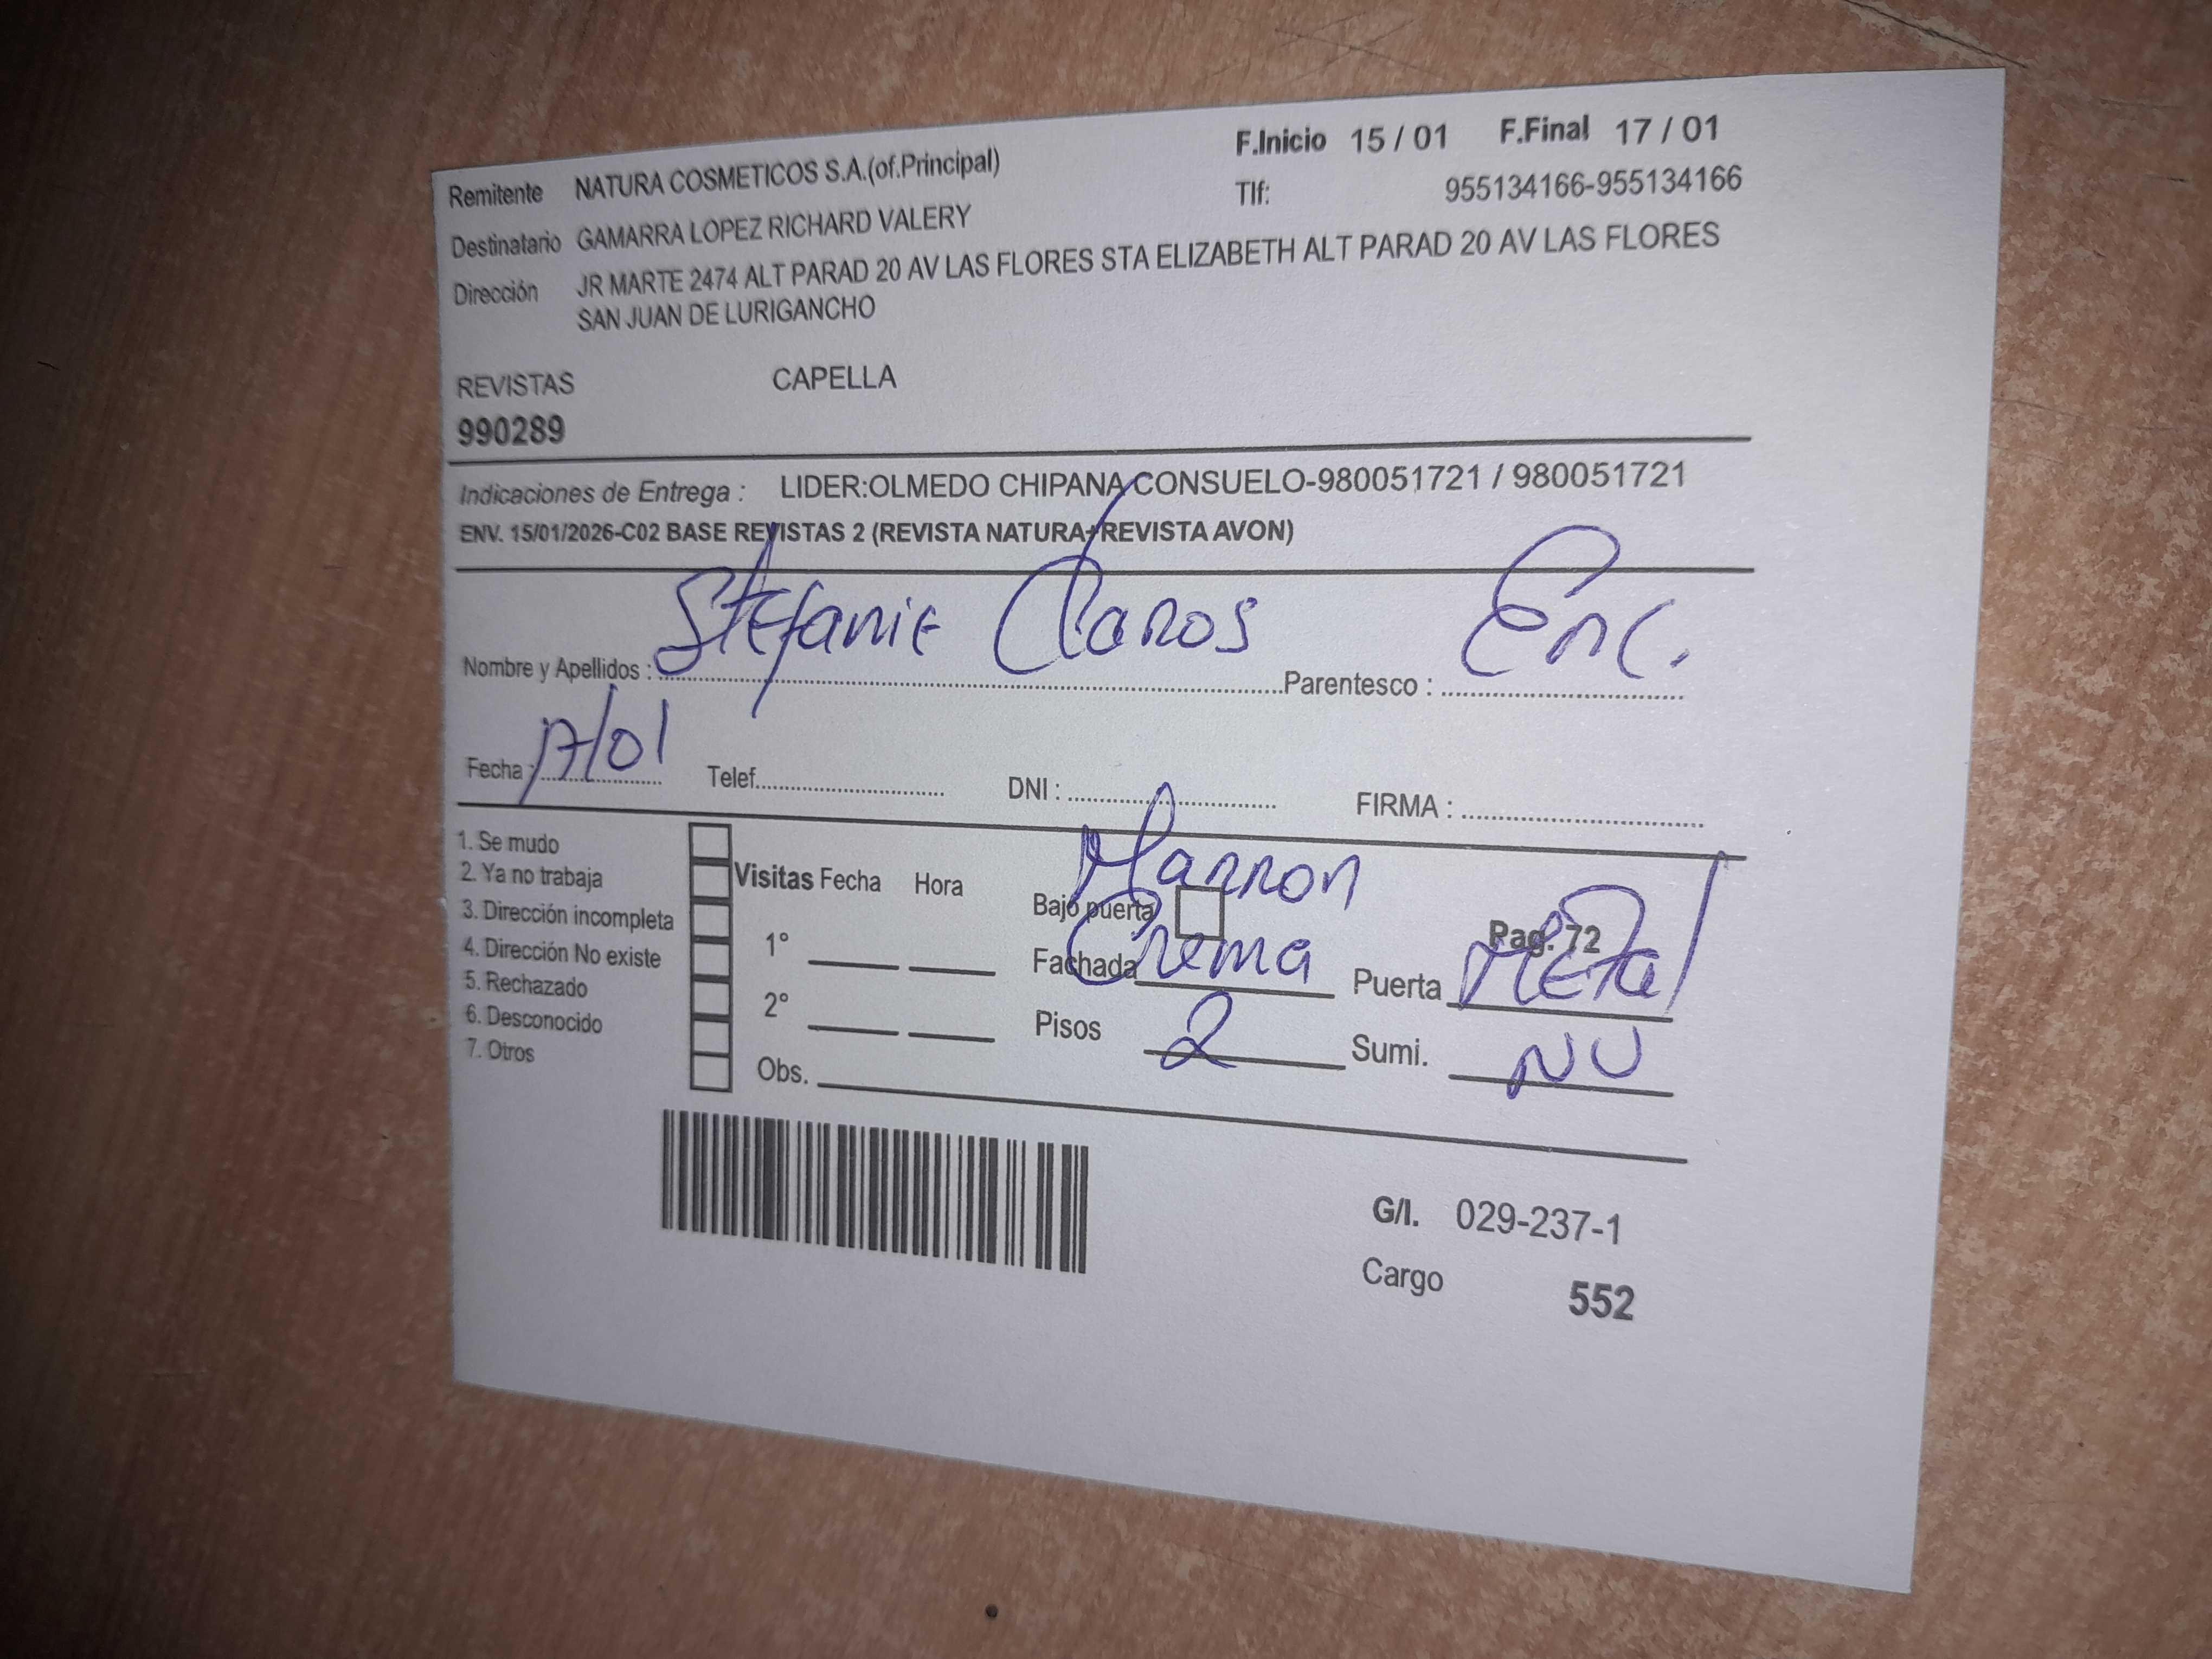 F.Inicio 15 / 01 F.Final 17 / 01
Remitente NATURA COSMETICOS S.A.(of.Principal)
Tlf: 955134166-955134166
Destinatario GAMARRA LOPEZ RICHARD VALERY
Dirección JR MARTE 2474 ALT PARAD 20 AV LAS FLORES STA ELIZABETH ALT PARAD 20 AV LAS FLORES
SAN JUAN DE LURIGANCHO
REVISTAS CAPELLA
990289
Indicaciones de Entrega : LIDER:OLMEDO CHIPANA CONSUELO-980051721 / 980051721
ENV. 15/01/2026-C02 BASE REVISTAS 2 (REVISTA NATURA+REVISTA AVON)
Nombre y Apellidos : Stefanie Claros Parentesco : Enc.
Fecha : 17/01 Telef. DNI : FIRMA :
1. Se mudo
2. Ya no trabaja
3. Dirección incompleta
4. Dirección No existe
5. Rechazado
6. Desconocido
7. Otros
Visitas Fecha Hora
1°
2°
Obs.
Marron
Bajo puerta
Pag. 72
Fachada Crema Puerta Metal
Pisos 2 Sumi. NU
G/I. 029-237-1
Cargo 552